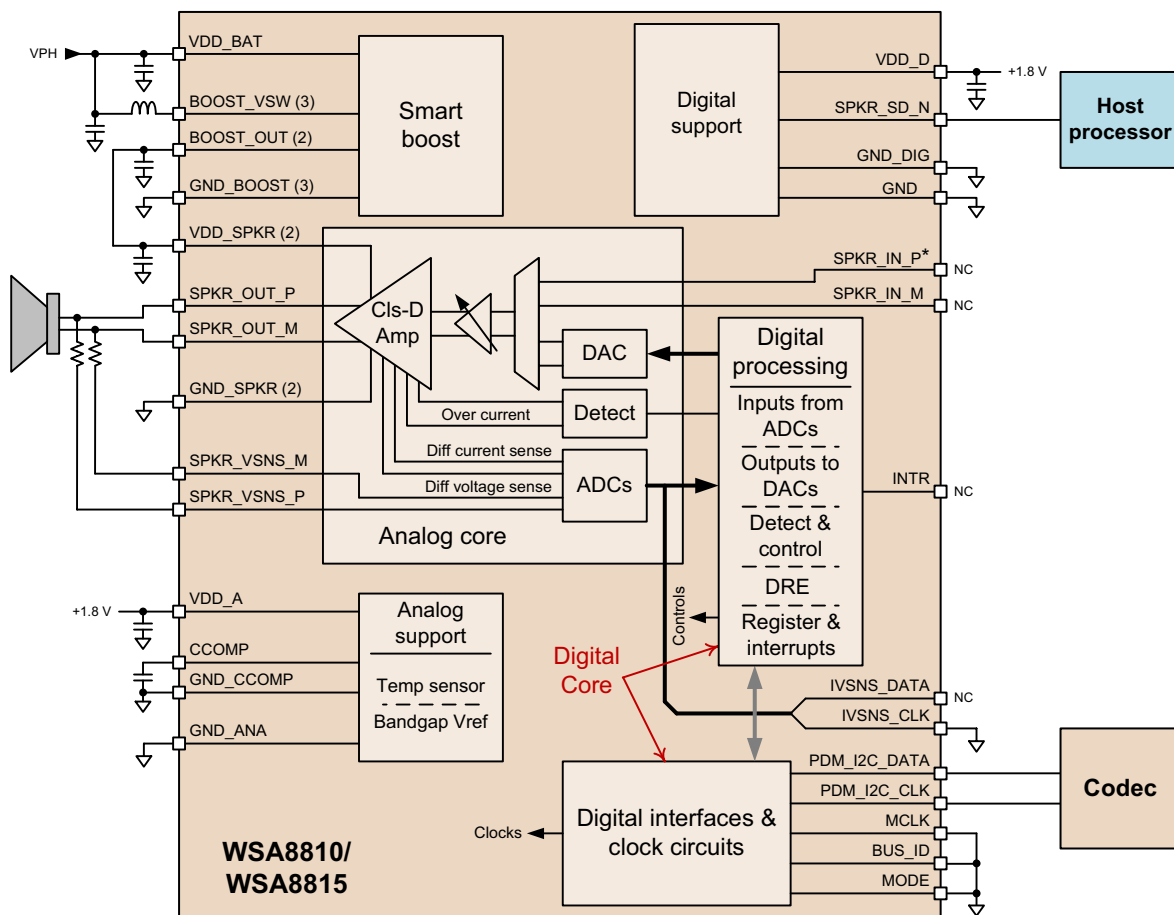 VPH
VDD_BAT
BOOST_VSW (3)
BOOST_OUT (2)
GND_BOOST (3)
VDD_SPKR (2)
Smart
boost
Digital
support
VDD_D
+1.8 V
SPKR_SD_N
GND_DIG
GND
Host
processor
SPKR_OUT_P
SPKR_OUT_M
GND_SPKR (2)
SPKR_VSNS_M
SPKR_VSNS_P
Cls-D
Amp
DAC
Over current
Detect
Diff current sense
Diff voltage sense
ADCs
Analog core
SPKR_IN_P*
NC
SPKR_IN_M
NC
Digital
processing
Inputs from
ADCs
Outputs to
DACs
Detect &
control
DRE
Register &
interrupts
INTR
NC
Controls
+1.8 V
VDD_A
CCOMP
GND_CCOMP
GND_ANA
Analog
support
Temp sensor
Bandgap Vref
Digital
Core
IVSNS_DATA
NC
IVSNS_CLK
PDM_I2C_DATA
PDM_I2C_CLK
MCLK
BUS_ID
MODE
Codec
Clocks
Digital interfaces &
clock circuits
WSA8810/
WSA8815